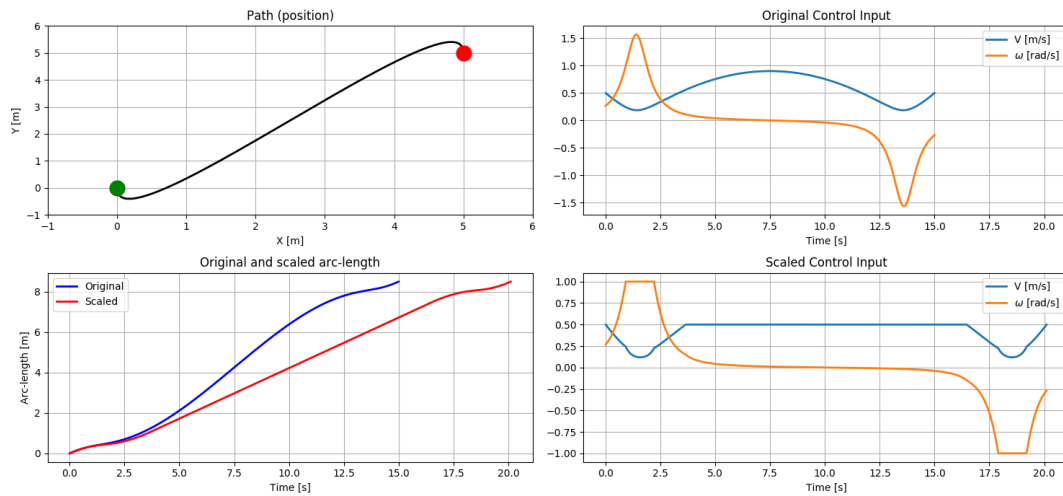 Path (position)
6
5
4
3
2
1
0
−1
Y [m]
−1 0 1 2 3 4 5 6
X [m]
Original Control Input
1.5
1.0
0.5
0.0
−0.5
−1.0
−1.5
V [m/s]
ω [rad/s]
0.0 2.5 5.0 7.5 10.0 12.5 15.0 17.5 20.0
Time [s]
Original and scaled arc-length
Original
Scaled
8
6
4
2
0
Arc-length [m]
0.0 2.5 5.0 7.5 10.0 12.5 15.0 17.5 20.0
Time [s]
Scaled Control Input
1.00
0.75
0.50
0.25
0.00
−0.25
−0.50
−0.75
−1.00
V [m/s]
ω [rad/s]
0.0 2.5 5.0 7.5 10.0 12.5 15.0 17.5 20.0
Time [s]